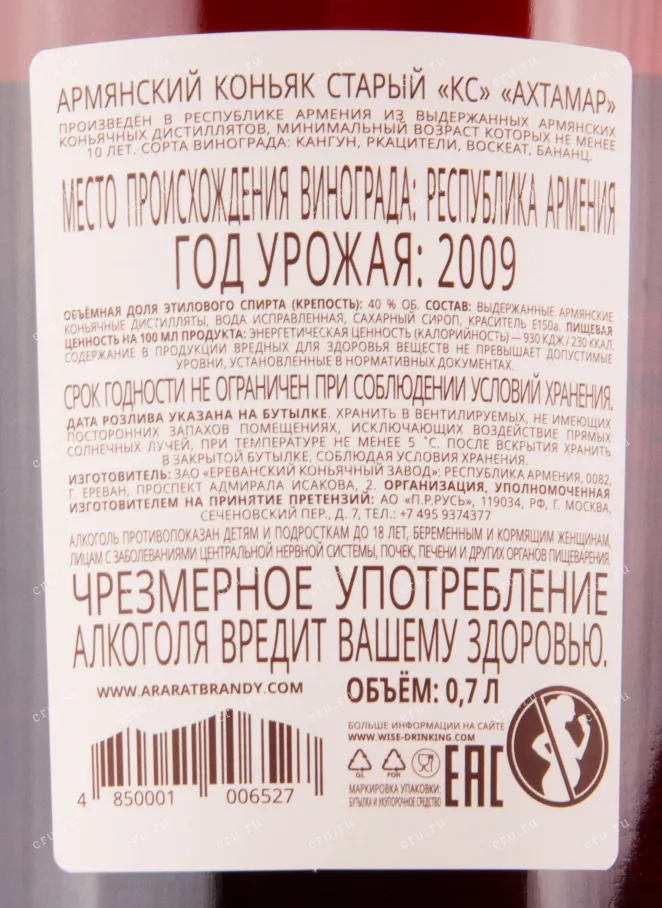 АРМЯНСКИЙ КОНЬЯК СТАРЫЙ «КС» «АХТАМАР»
ПРОИЗВЕДЁН В РЕСПУБЛИКЕ АРМЕНИЯ ИЗ ВЫДЕРЖАННЫХ АРМЯНСКИХ
КОНЬЯЧНЫХ ДИСТИЛЛЯТОВ, МИНИМАЛЬНЫЙ ВОЗРАСТ КОТОРЫХ НЕ МЕНЕЕ
10 ЛЕТ. СОРТА ВИНОГРАДА: КАНГУН, РКАЦИТЕЛИ, ВОСКЕАТ, БАНАНЦ.
МЕСТО ПРОИСХОЖДЕНИЯ ВИНОГРАДА: РЕСПУБЛИКА АРМЕНИЯ
ГОД УРОЖАЯ: 2009
ОБЪЁМНАЯ ДОЛЯ ЭТИЛОВОГО СПИРТА (КРЕПОСТЬ): 40 % ОБ. СОСТАВ: ВЫДЕРЖАННЫЕ АРМЯНСКИЕ
КОНЬЯЧНЫЕ ДИСТИЛЛЯТЫ, ВОДА ИСПРАВЛЕННАЯ, САХАРНЫЙ СИРОП, КРАСИТЕЛЬ Е150а. ПИЩЕВАЯ
ЦЕННОСТЬ НА 100 МЛ ПРОДУКТА: ЭНЕРГЕТИЧЕСКАЯ ЦЕННОСТЬ (КАЛОРИЙНОСТЬ) — 930 КДЖ / 230 ККАЛ.
СОДЕРЖАНИЕ В ПРОДУКЦИИ ВРЕДНЫХ ДЛЯ ЗДОРОВЬЯ ВЕЩЕСТВ НЕ ПРЕВЫШАЕТ ДОПУСТИМЫЕ
УРОВНИ, УСТАНОВЛЕННЫЕ В НОРМАТИВНЫХ ДОКУМЕНТАХ.
СРОК ГОДНОСТИ НЕ ОГРАНИЧЕН ПРИ СОБЛЮДЕНИИ УСЛОВИЙ ХРАНЕНИЯ.
ДАТА РОЗЛИВА УКАЗАНА НА БУТЫЛКЕ. ХРАНИТЬ В ВЕНТИЛИРУЕМЫХ, НЕ ИМЕЮЩИХ
ПОСТОРОННИХ ЗАПАХОВ ПОМЕЩЕНИЯХ, ИСКЛЮЧАЮЩИХ ВОЗДЕЙСТВИЕ ПРЯМЫХ
СОЛНЕЧНЫХ ЛУЧЕЙ, ПРИ ТЕМПЕРАТУРЕ НЕ МЕНЕЕ 5 °С. ПОСЛЕ ВСКРЫТИЯ ХРАНИТЬ
В ЗАКРЫТОЙ БУТЫЛКЕ, СОБЛЮДАЯ УСЛОВИЯ ХРАНЕНИЯ.
ИЗГОТОВИТЕЛЬ: ЗАО «ЕРЕВАНСКИЙ КОНЬЯЧНЫЙ ЗАВОД»: РЕСПУБЛИКА АРМЕНИЯ, 0082,
Г. ЕРЕВАН, ПРОСПЕКТ АДМИРАЛА ИСАКОВА, 2. ОРГАНИЗАЦИЯ, УПОЛНОМОЧЕННАЯ
ИЗГОТОВИТЕЛЕМ НА ПРИНЯТИЕ ПРЕТЕНЗИЙ: АО «П.Р.РУСЬ», 119034, РФ, Г. МОСКВА,
СЕЧЕНОВСКИЙ ПЕР., Д. 7, ТЕЛ.: +7 495 9374377
АЛКОГОЛЬ ПРОТИВОПОКАЗАН ДЕТЯМ И ПОДРОСТКАМ ДО 18 ЛЕТ, БЕРЕМЕННЫМ И КОРМЯЩИМ ЖЕНЩИНАМ,
ЛИЦАМ С ЗАБОЛЕВАНИЯМИ ЦЕНТРАЛЬНОЙ НЕРВНОЙ СИСТЕМЫ, ПОЧЕК, ПЕЧЕНИ И ДРУГИХ ОРГАНОВ ПИЩЕВАРЕНИЯ.
ЧРЕЗМЕРНОЕ УПОТРЕБЛЕНИЕ
АЛКОГОЛЯ ВРЕДИТ ВАШЕМУ ЗДОРОВЬЮ.
WWW.ARARATBRANDY.COM
ОБЪЁМ: 0,7 Л
БОЛЬШЕ ИНФОРМАЦИИ НА САЙТЕ
WWW.WISE-DRINKING.COM
GL FOR
МАРКИРОВКА УПАКОВКИ:
БУТЫЛКА И УКУПОРОЧНОЕ СРЕДСТВО
EAC
4 850001 006527
cru.ru